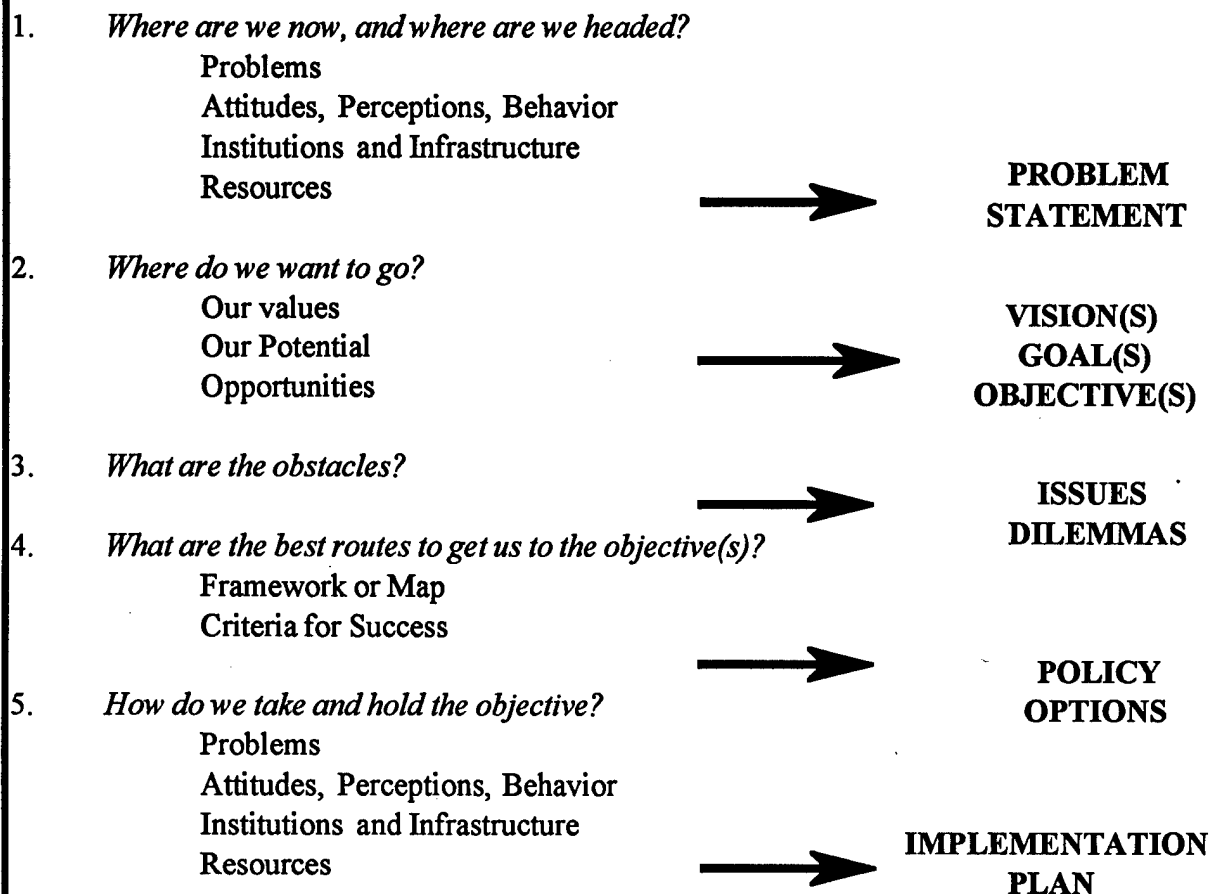 1. Where are we now, and where are we headed?
Problems
Attitudes, Perceptions, Behavior
Institutions and Infrastructure
Resources
PROBLEM
STATEMENT
2. Where do we want to go?
Our values
Our Potential
Opportunities
VISION(S)
GOAL(S)
OBJECTIVE(S)
3. What are the obstacles?
ISSUES
DILEMMAS
4. What are the best routes to get us to the objective(s)?
Framework or Map
Criteria for Success
POLICY
OPTIONS
5. How do we take and hold the objective?
Problems
Attitudes, Perceptions, Behavior
Institutions and Infrastructure
Resources
IMPLEMENTATION
PLAN